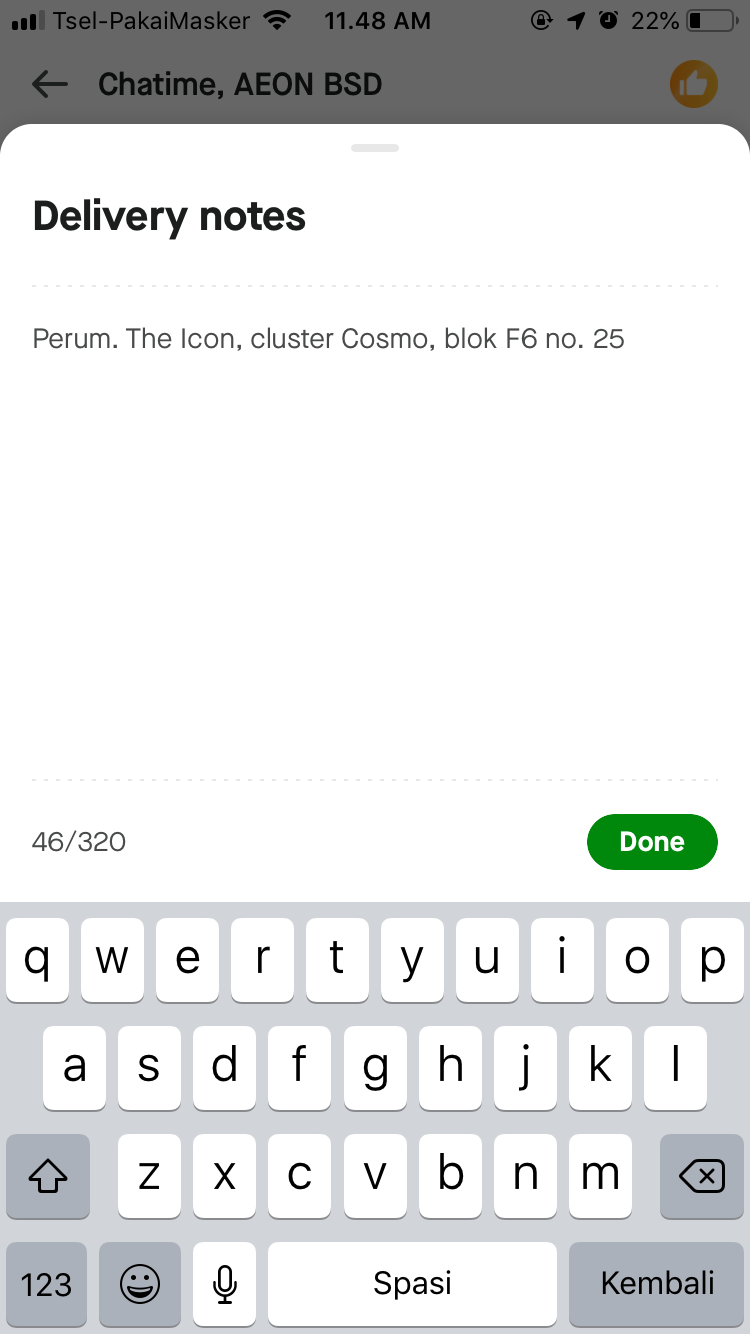 Tsel-PakaiMasker 11.48 AM 22%
Chatime, AEON BSD
Delivery notes
Perum. The Icon, cluster Cosmo, blok F6 no. 25
46/320 Done
q w e r t y u i o p
a s d f g h j k l
z x c v b n m
123 Spasi Kembali